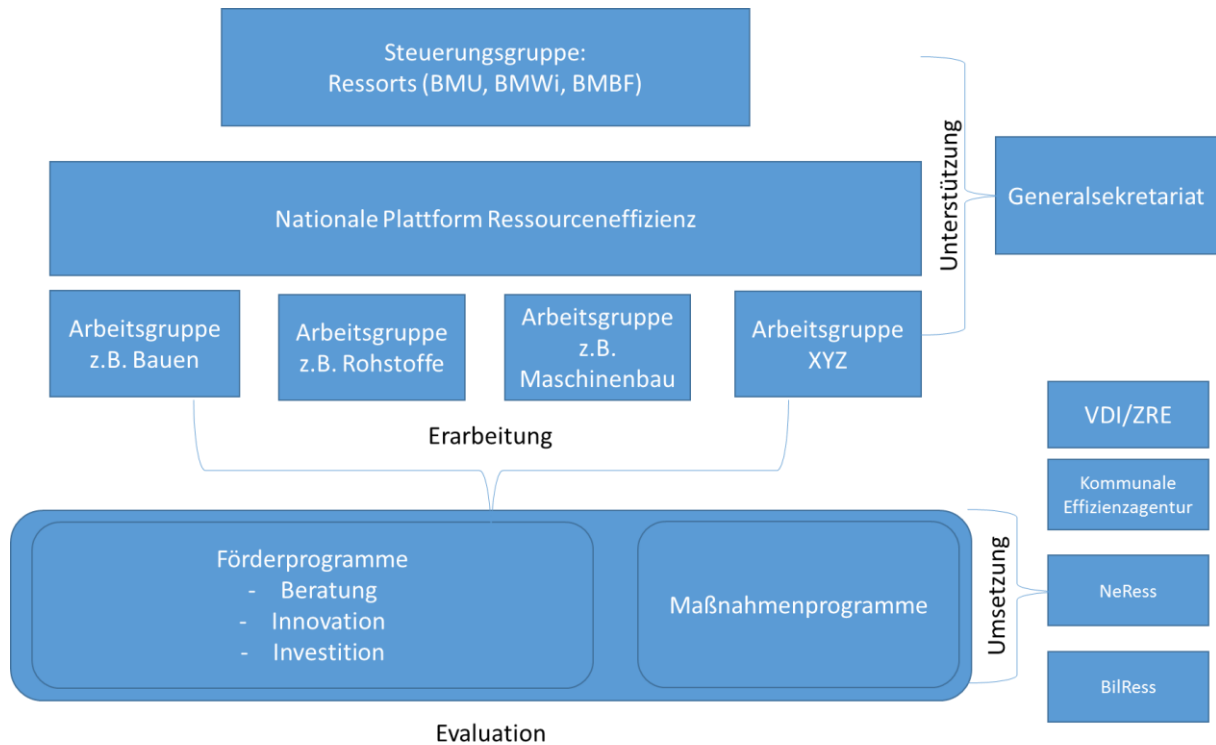 Steuerungsgruppe:
Ressorts (BMU, BMWi, BMBF)
Unterstützung
Generalsekretariat
Nationale Plattform Ressourceneffizienz
Arbeitsgruppe
z.B. Bauen
Arbeitsgruppe
z.B. Rohstoffe
Arbeitsgruppe
z.B.
Maschinenbau
Arbeitsgruppe
XYZ
Erarbeitung
Förderprogramme
- Beratung
- Innovation
- Investition
Maßnahmenprogramme
Umsetzung
VDI/ZRE
Kommunale
Effizienzagentur
NeRess
BilRess
Evaluation